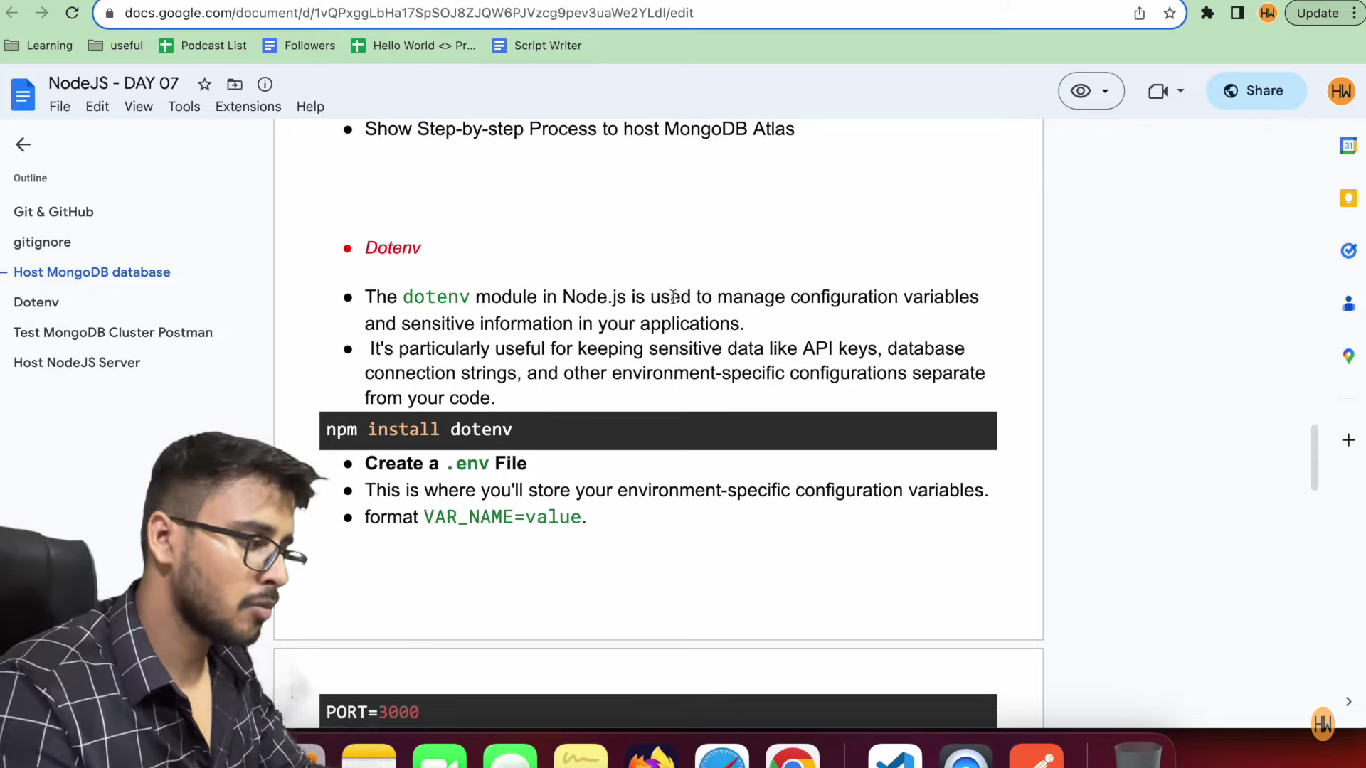 docs.google.com/document/d/1vQPxggLbHa17SpSOJ8ZJQW6PJVzcg9pev3uaWe2YLdI/edit
HW
Update
Learning
useful
Podcast List
Followers
Hello World <> Pr...
Script Writer
NodeJS - DAY 07
Share
HW
File Edit View Tools Extensions Help
Outline
Git & GitHub
gitignore
Host MongoDB database
Dotenv
Test MongoDB Cluster Postman
Host NodeJS Server
31
• Show Step-by-step Process to host MongoDB Atlas
• Dotenv
• The dotenv module in Node.js is used to manage configuration variables
and sensitive information in your applications.
• It's particularly useful for keeping sensitive data like API keys, database
connection strings, and other environment-specific configurations separate
from your code.
npm install dotenv
• Create a .env File
• This is where you'll store your environment-specific configuration variables.
• format VAR_NAME=value.
PORT=3000
HW